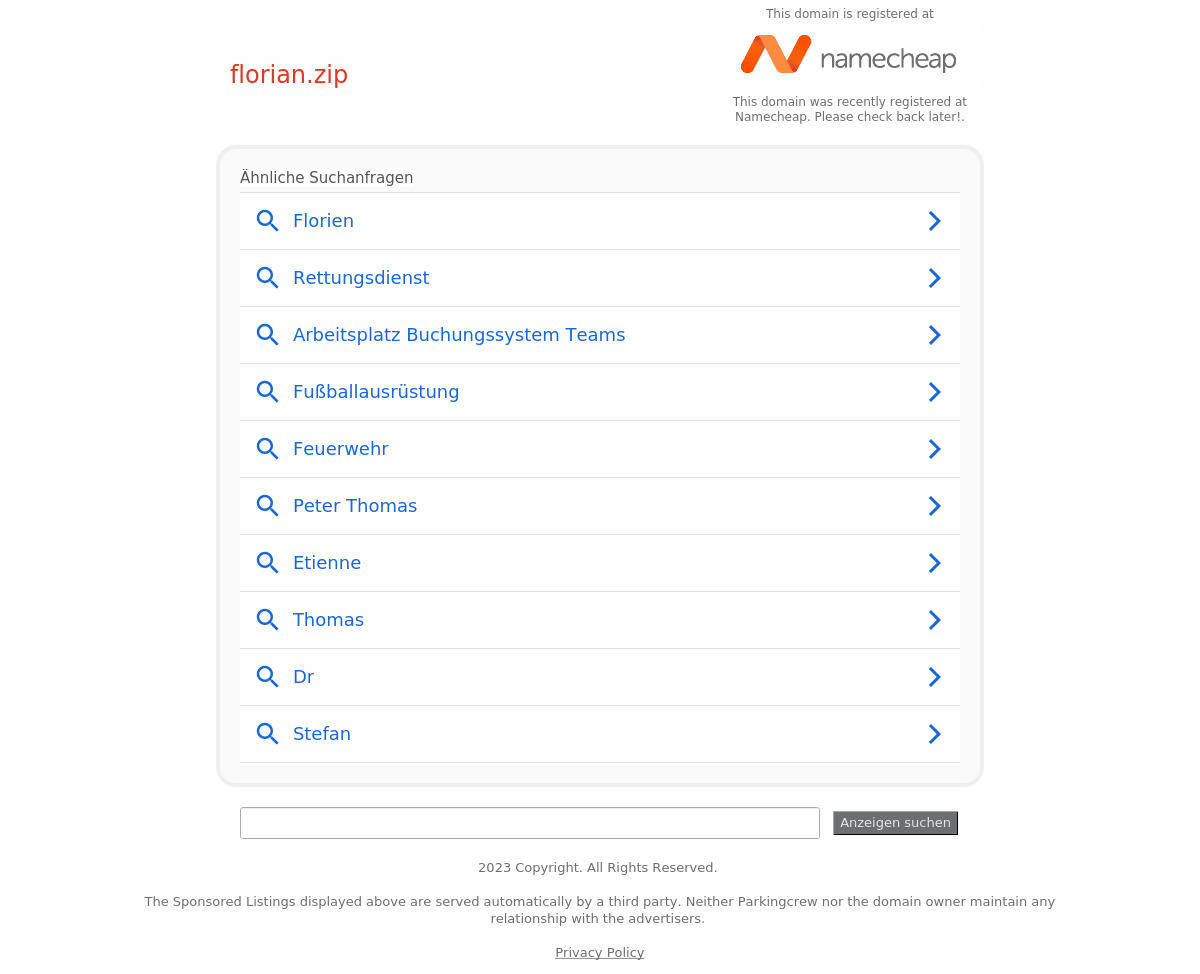 This domain is registered at
namecheap
florian.zip
This domain was recently registered at
Namecheap. Please check back later!.
Ähnliche Suchanfragen
Florien
Rettungsdienst
Arbeitsplatz Buchungssystem Teams
Fußballausrüstung
Feuerwehr
Peter Thomas
Etienne
Thomas
Dr
Stefan
Anzeigen suchen
2023 Copyright. All Rights Reserved.
The Sponsored Listings displayed above are served automatically by a third party. Neither Parkingcrew nor the domain owner maintain any
relationship with the advertisers.
Privacy Policy